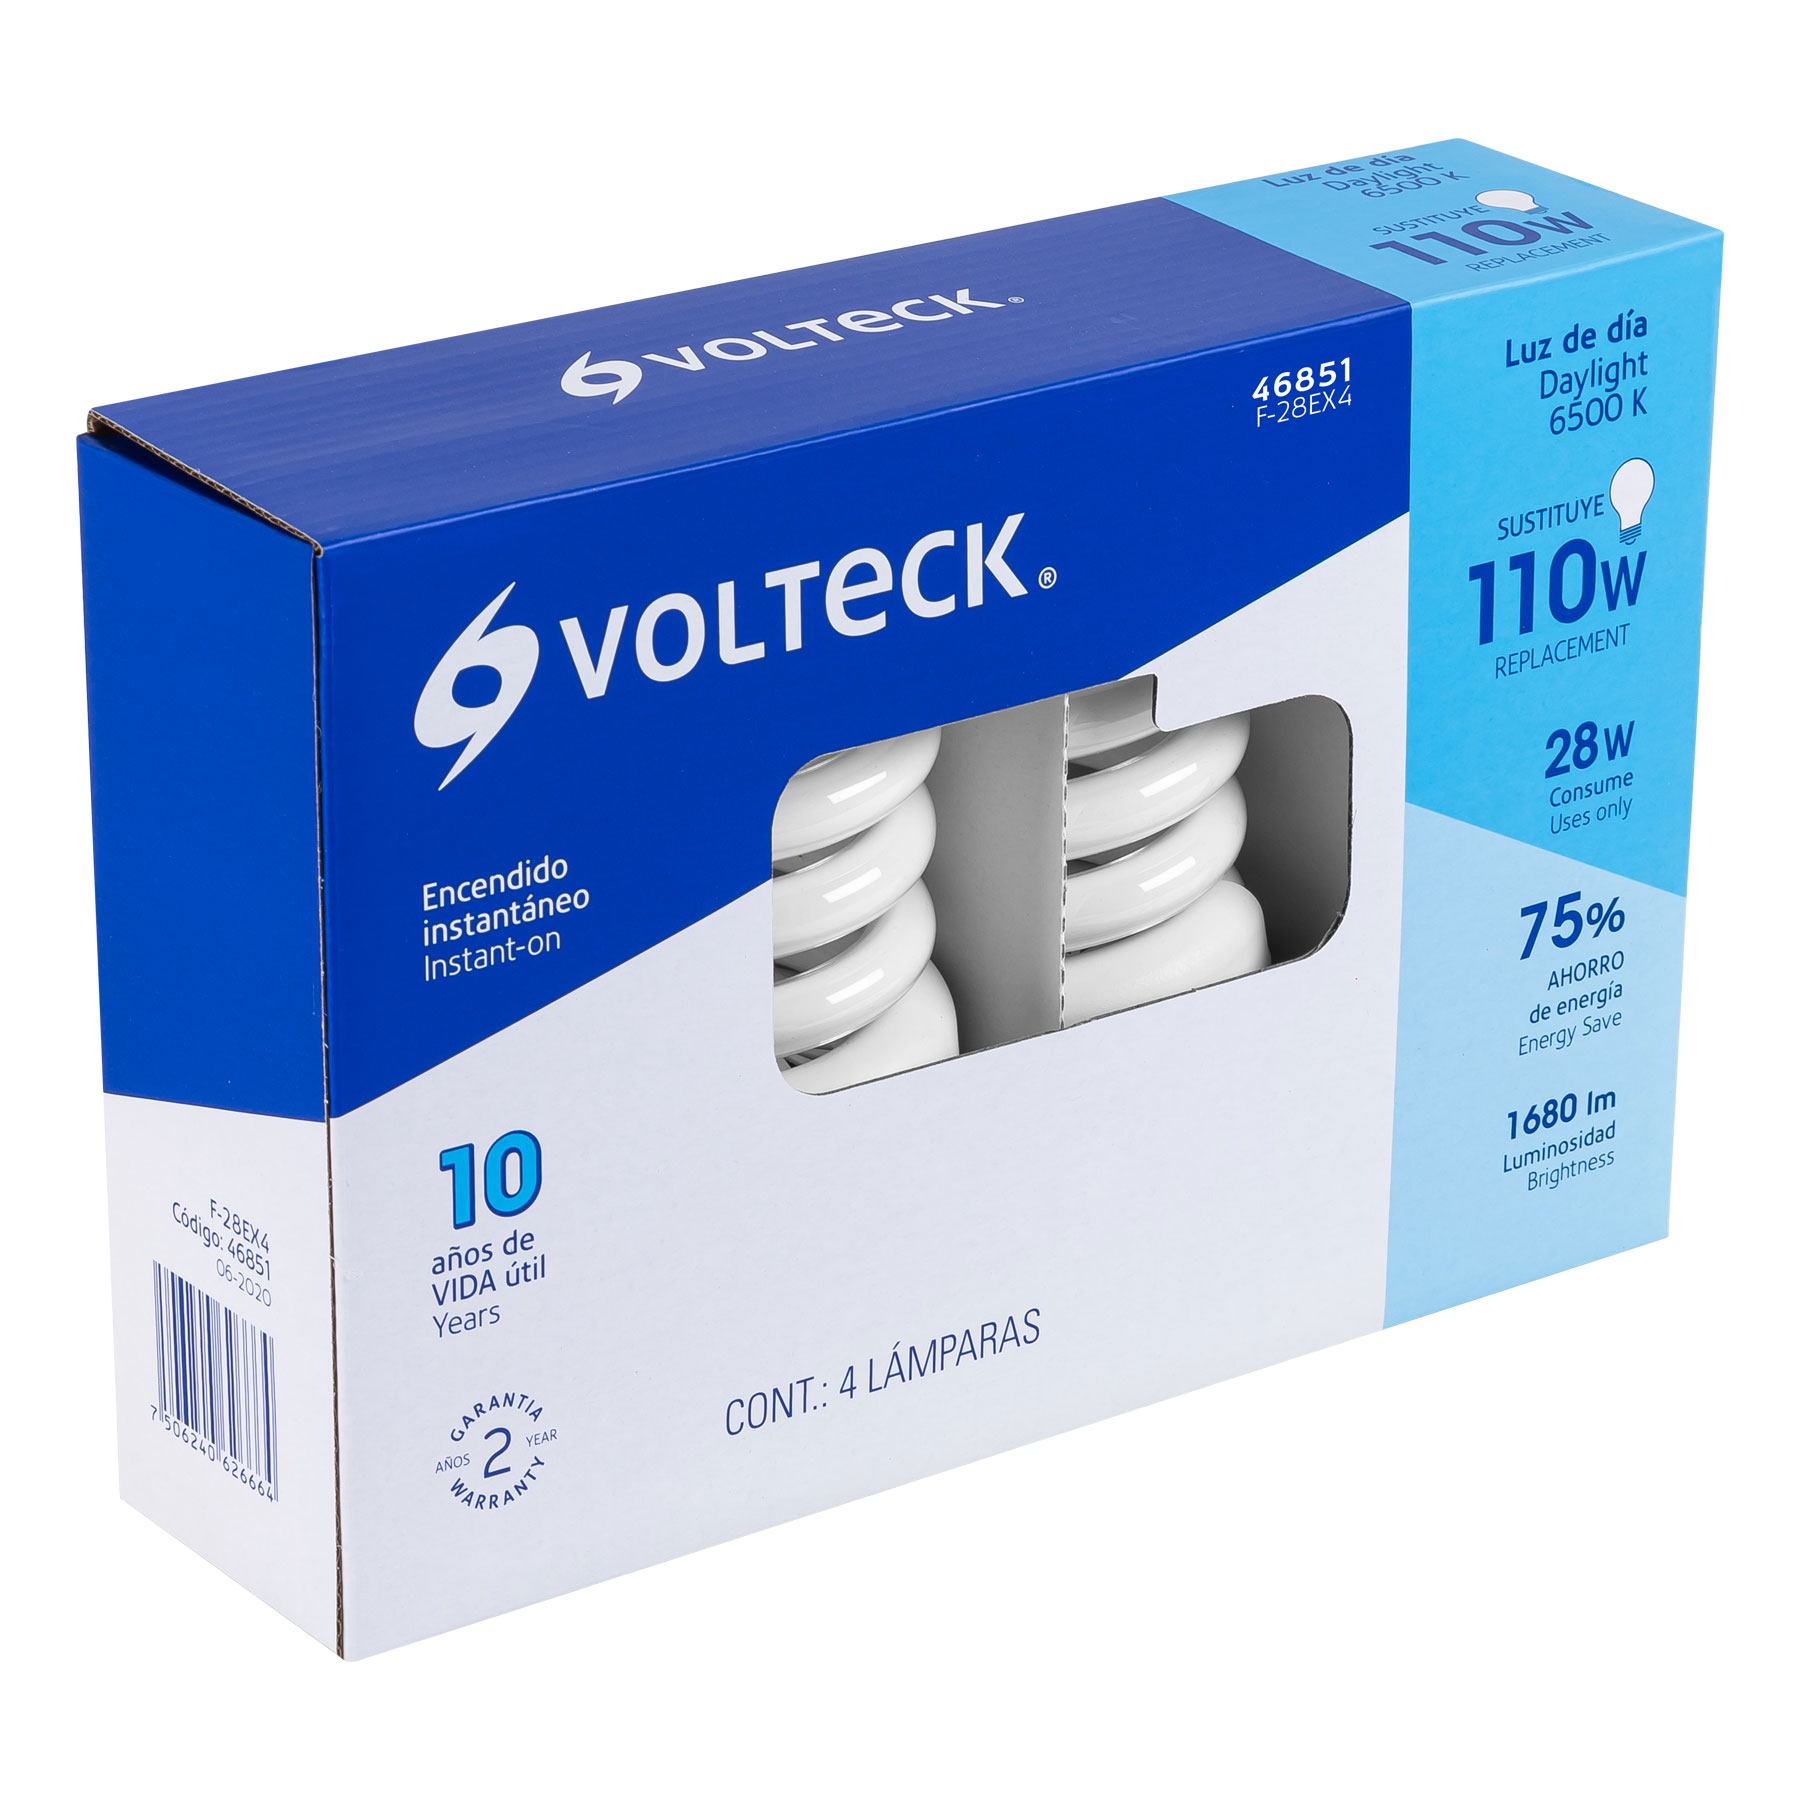 VOLTECK®
Luz de día
Daylight
6500 K
SUSTITUYE
110W
REPLACEMENT
46851
F-28EX4
VOLTECK®
Encendido
instantáneo
Instant-on
10
años de
VIDA útil
Years
GARANTIA
AÑOS 2 YEAR
WARRANTY
CONT.: 4 LÁMPARAS
Luz de día
Daylight
6500 K
SUSTITUYE
110W
REPLACEMENT
28W
Consume
Uses only
75%
AHORRO
de energía
Energy Save
1680 lm
Luminosidad
Brightness
F-28EX4
Código: 46851
06-2020
7 506240 626664